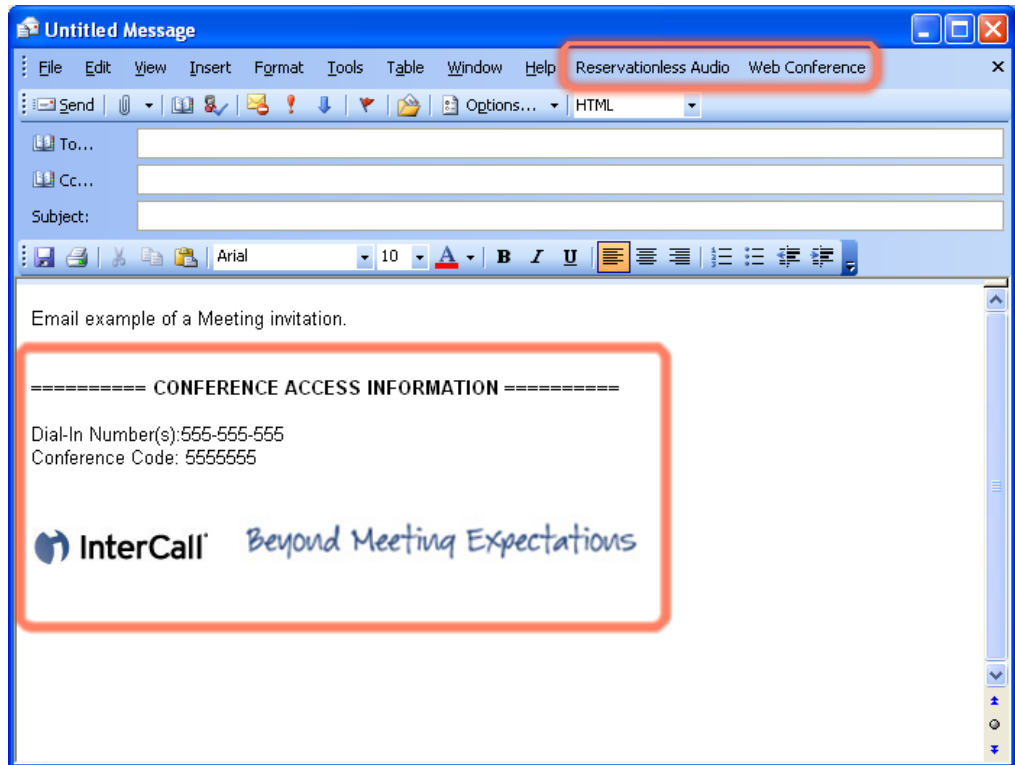 Untitled Message
File Edit View Insert Format Tools Table Window Help Reservationless Audio Web Conference
Send Options... HTML
To...
Cc...
Subject:
Arial 10 A B I U
Email example of a Meeting invitation.
========== CONFERENCE ACCESS INFORMATION ==========
Dial-In Number(s):555-555-555
Conference Code: 5555555
InterCall Beyond Meeting Expectations